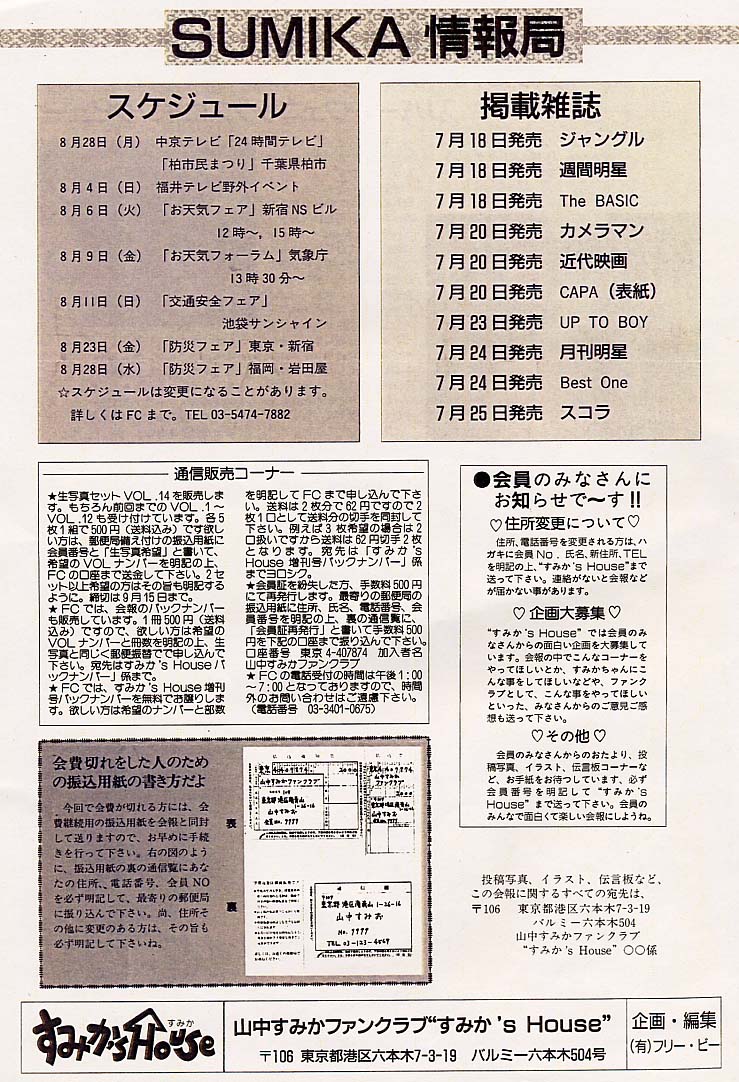 SUMIKA 情報局
スケジュール
8月28日（月） 中京テレビ「24時間テレビ」
「柏市民まつり」千葉県柏市
8月4日（日） 福井テレビ野外イベント
8月6日（火） 「お天気フェア」新宿NSビル
12時〜，15時〜
8月9日（金） 「お天気フォーラム」気象庁
13時30分〜
8月11日（日） 「交通安全フェア」
池袋サンシャイン
8月23日（金） 「防災フェア」東京・新宿
8月28日（水） 「防災フェア」福岡・岩田屋
☆スケジュールは変更になることがあります。
詳しくはFCまで。TEL 03-5474-7882
掲載雑誌
7月18日発売 ジャングル
7月18日発売 週間明星
7月18日発売 The BASIC
7月20日発売 カメラマン
7月20日発売 近代映画
7月20日発売 CAPA（表紙）
7月23日発売 UP TO BOY
7月24日発売 月刊明星
7月24日発売 Best One
7月25日発売 スコラ
通信販売コーナー
★生写真セットVOL.14を販売しま
す。もちろん前回までのVOL.1〜
VOL.12も受け付けています。各5
枚1組で500円（送料込み）です欲し
い方は、郵便局備え付けの振込用紙に
会員番号と「生写真希望」と書いて、
希望のVOLナンバーを明記の上、
FCの口座まで送金して下さい。2セ
ット以上希望の方はその旨も明記する
ように。締切は9月15日まで。
★FCでは、会報のバックナンバー
も販売しています。1冊500円（送料
込み）ですので、欲しい方は希望の
VOLナンバーと冊数を明記の上、生
写真と同じく郵便振替でで申し込んで
下さい。宛先はすみか's Houseバ
ックナンバー」係まで。
★FCでは、すみか's House増刊
号バックナンバーを無料でお譲りしま
す。欲しい方は希望のナンバーと部数
を明記してFCまで申し込んで下さ
い。送料は2枚分で62円ですので2
枚1口として送料分の切手を同封して
下さい。例えば3枚希望の場合は2
口扱いですから送料は62円切手2枚
となります。宛先は「すみか's
House増刊号バックナンバー」係
までヨロシク。
★会員証を紛失した方、手数料500円
にて再発行します。最寄りの郵便局の
振込用紙に住所、氏名、電話番号、会
員番号を明記の上、裏の通信覧に、
「会員証再発行」と書いて手数料500
円を下記の口座まで振り込んで下さい。
口座番号 東京4-407874 加入者名
山中すみかファンクラブ
★FCの電話受付の時間は午後1:00
〜7:00となっておりますので、時間
外のお問い合わせはご遠慮下さい。
（電話番号 03-3401-0675）
●会員のみなさんに
お知らせで〜す!!
♡住所変更について♡
住所、電話番号を変更される方は、ハ
ガキに会員No.氏名、新住所、TEL
を明記の上、“すみか's House”まで
送って下さい。連絡がないと会報など
が届かない事があります。
♡企画大募集♡
“すみか's House”では会員のみ
なさんからの面白い企画を大募集して
います。会報の中でこんなコーナーを
やってほしいとか、すみかちゃんにこ
んな事をしてほしいなどや、ファンク
ラブとして、こんな事をやってほしい
といった、みなさんからのご意見ご感
想も送って下さい。
♡その他♡
会員のみなさんからのおたより、投
稿写真、イラスト、伝言板コーナーな
ど、お手紙をお待ちしています、必ず
会員番号を明記して“すみか's
House”まで送って下さい。会員の
みんなで面白くて楽しい会報にしようね。
会費切れをした人のため
の振込用紙の書き方だよ
今回で会費が切れる方には、会
費継続用の振込用紙を会報と同封
して送りますので、お早めに手続
きを行って下さい。右の図のよう
に、振込用紙の裏の通信覧にあな
たの住所、電話番号、会員NO
を必ず明記して、最寄りの郵便局
に振り込んで下さい。尚、住所そ
の他に変更のある方は、その旨も
必ず明記して下さいね。
表
裏
山中すみかファンクラブ
東京都港区南青山1-26-16
山中すみお
会員No.7777
〒107
東京都港区南青山1-26-16
山中すみお
No.7777
TEL 03-123-4567
投稿写真、イラスト、伝言板など、
この会報に関するすべての宛先は、
〒106 東京都港区六本木7-3-19
パルミー六本木504
山中すみかファンクラブ
“すみか's House”○○係
すみか's House
すみか
山中すみかファンクラブ“すみか's House”
〒106 東京都港区六本木7-3-19 パルミー六本木504号
企画・編集
(有)フリー・ビー